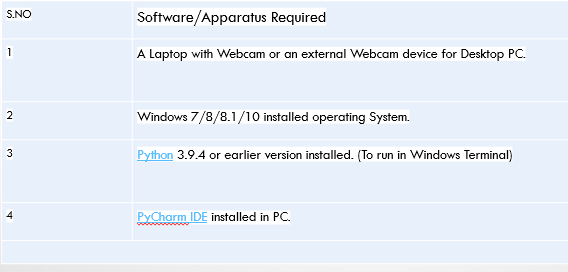 S.NO Software/Apparatus Required
1 A Laptop with Webcam or an external Webcam device for Desktop PC.
2 Windows 7/8/8.1/10 installed operating System.
3 Python 3.9.4 or earlier version installed. (To run in Windows Terminal)
4 PyCharm IDE installed in PC.